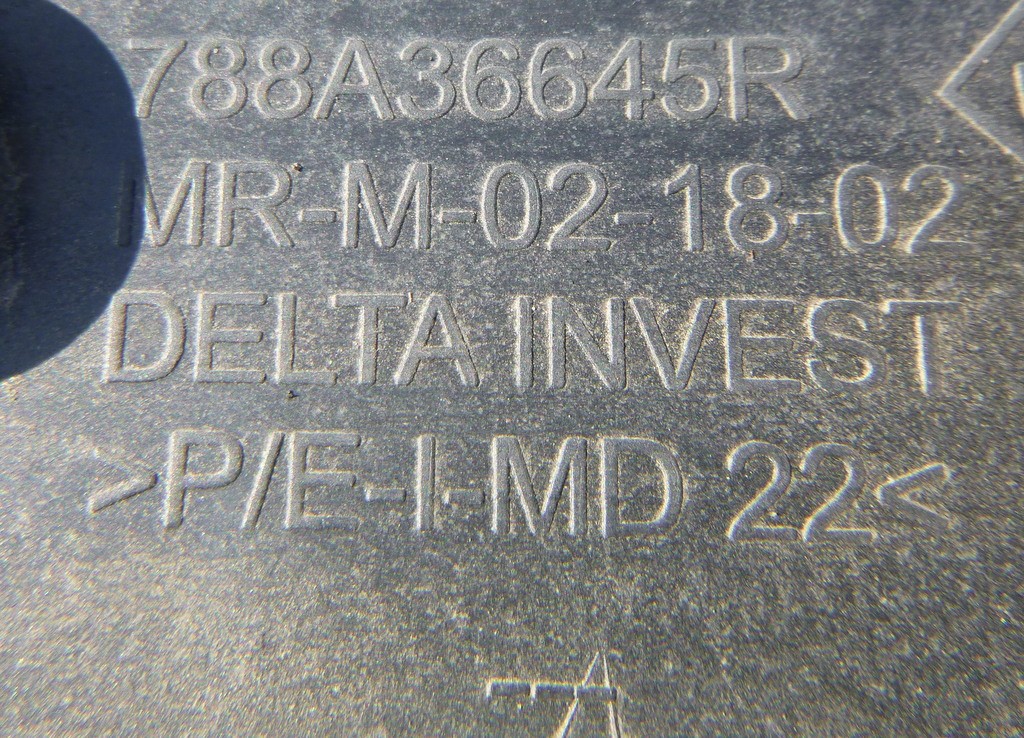 788A36645R
MR-M-02-18-02
DELTA INVEST
>P/E-I-MD 22<